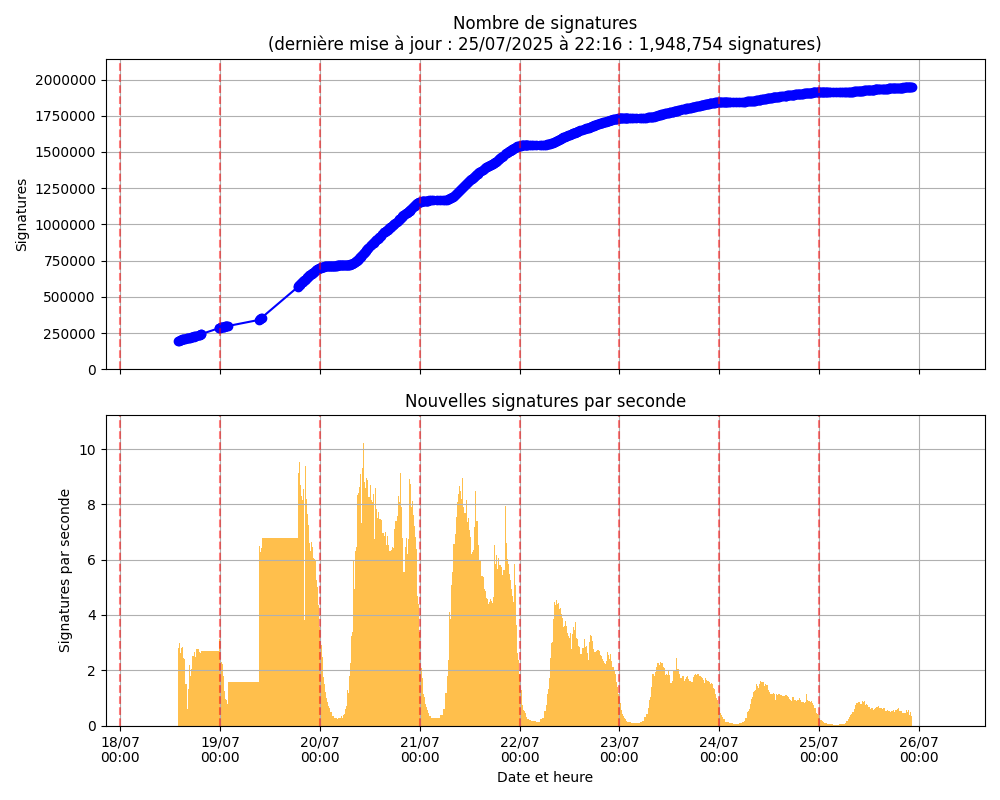 Nombre de signatures
(dernière mise à jour : 25/07/2025 à 22:16 : 1,948,754 signatures)
2000000
1750000
1500000
1250000
1000000
750000
500000
250000
0
Signatures
Nouvelles signatures par seconde
10
8
6
4
2
0
Signatures par seconde
18/07 19/07 20/07 21/07 22/07 23/07 24/07 25/07 26/07
00:00 00:00 00:00 00:00 00:00 00:00 00:00 00:00 00:00
Date et heure